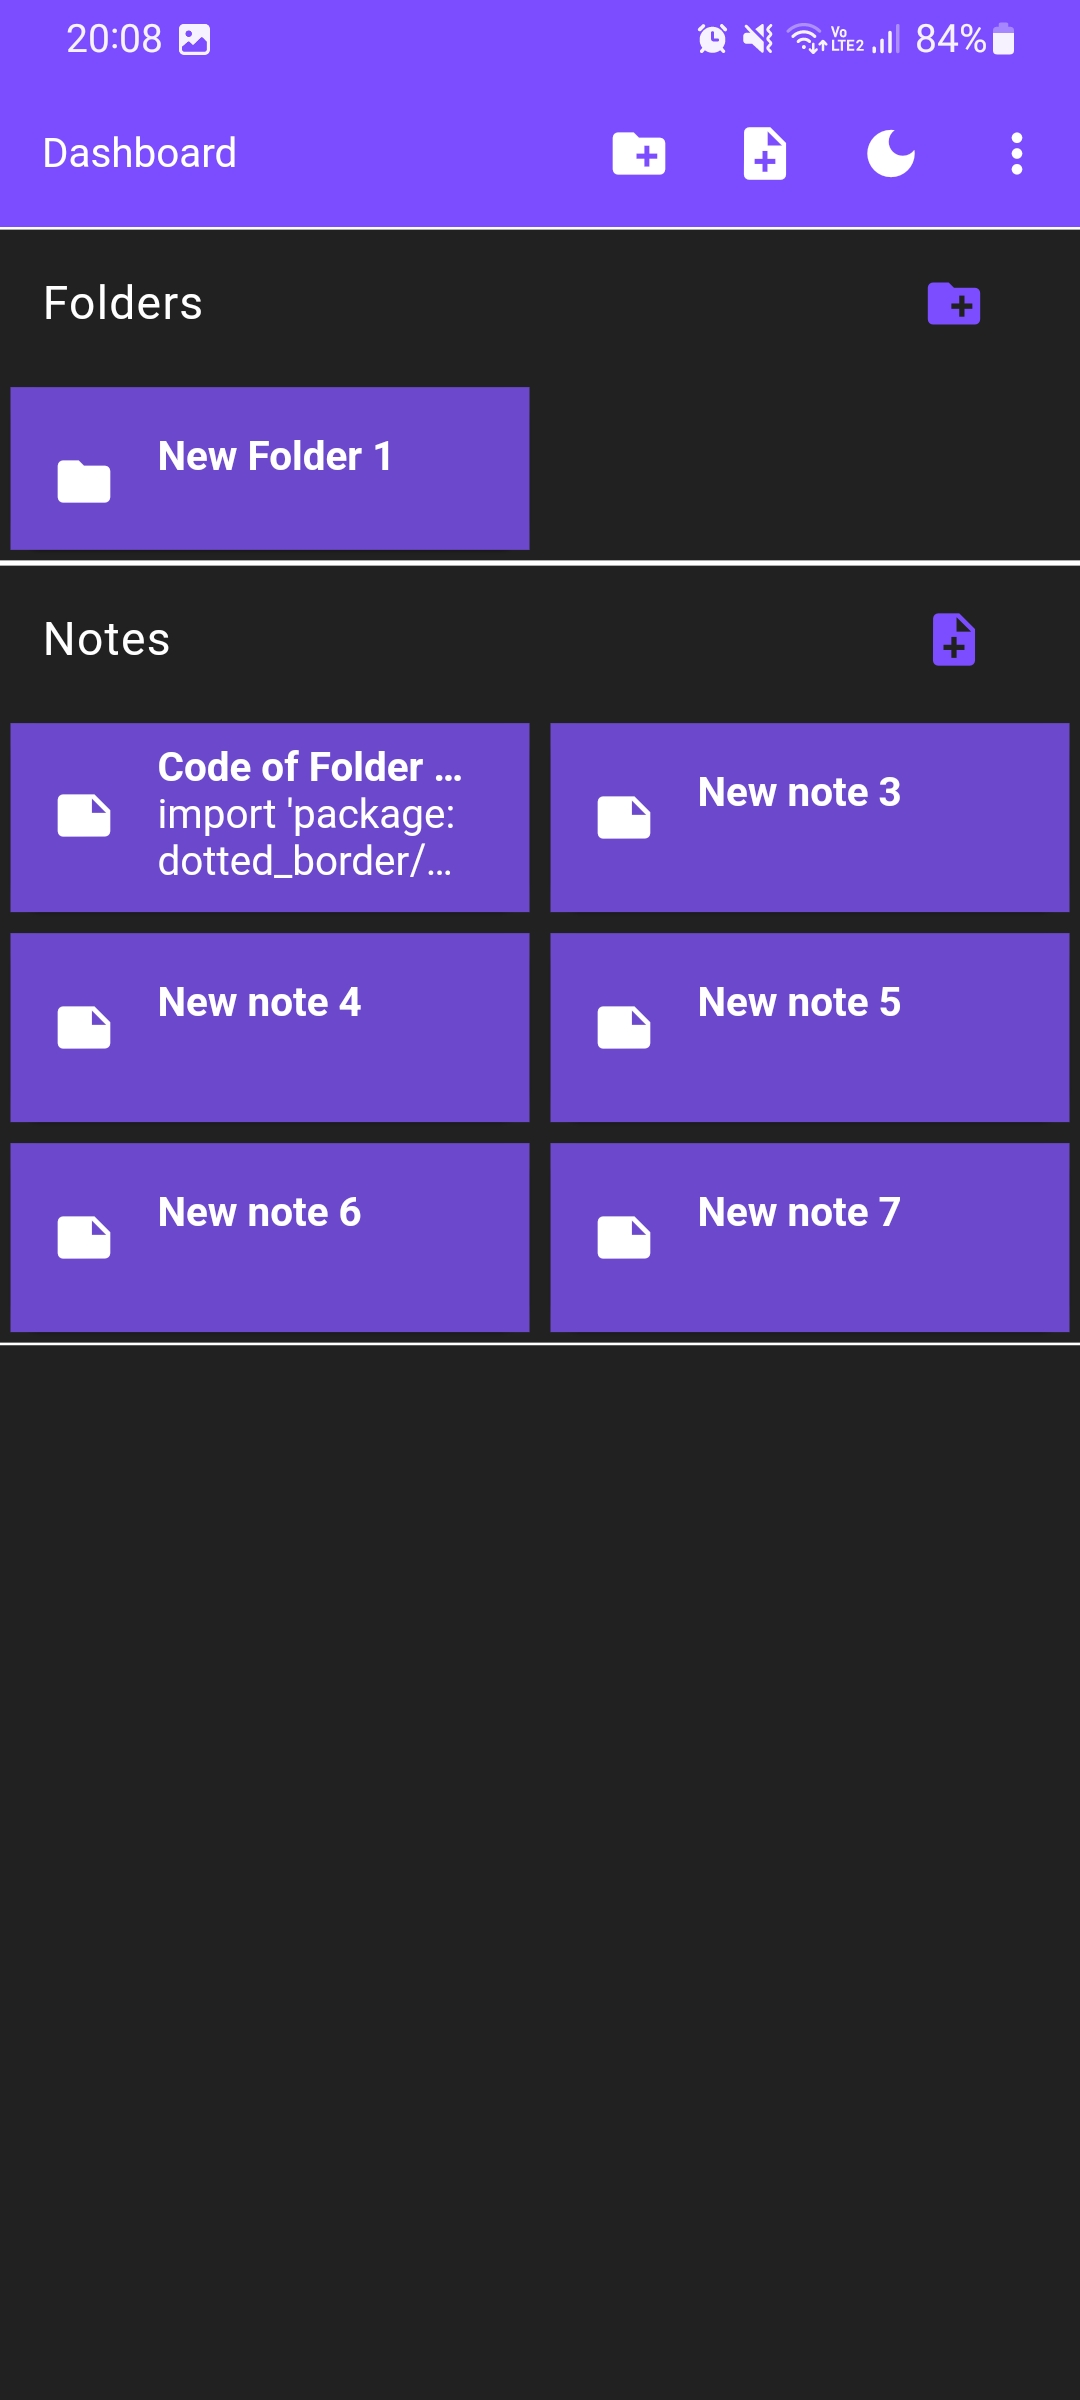 20:08
Vo
LTE2
84%
Dashboard
Folders
New Folder 1
Notes
Code of Folder ...
import 'package:
dotted_border/...
New note 3
New note 4
New note 5
New note 6
New note 7